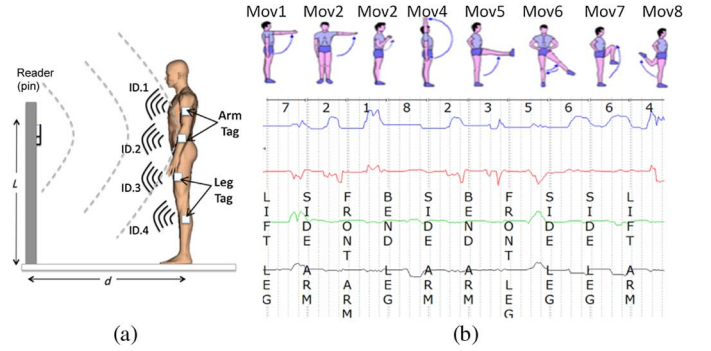 Mov1 Mov2 Mov2 Mov4 Mov5 Mov6 Mov7 Mov8
Reader
(pin)
ID.1
Arm
Tag
ID.2
ID.3
Leg
Tag
ID.4
L
d
(a)
7 2 1 8 2 3 5 6 6 4
LIFT LEG
SIDE ARM
FRONT ARM
BEND LEG
SIDE ARM
BEND ARM
FRONT LEG
SIDE LEG
SIDE LEG
LIFT ARM
(b)